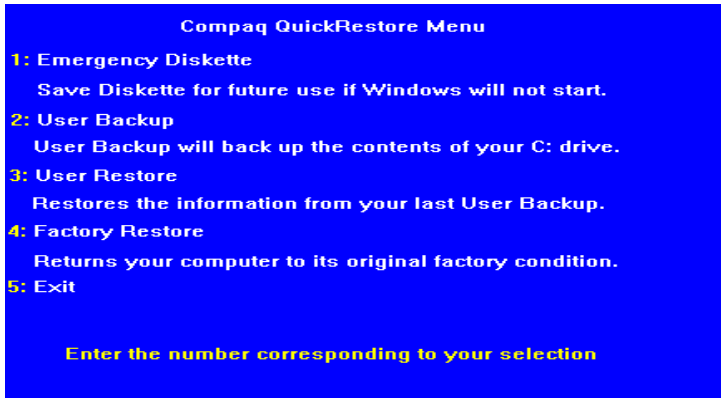 Compaq QuickRestore Menu
1: Emergency Diskette
Save Diskette for future use if Windows will not start.
2: User Backup
User Backup will back up the contents of your C: drive.
3: User Restore
Restores the information from your last User Backup.
4: Factory Restore
Returns your computer to its original factory condition.
5: Exit
Enter the number corresponding to your selection